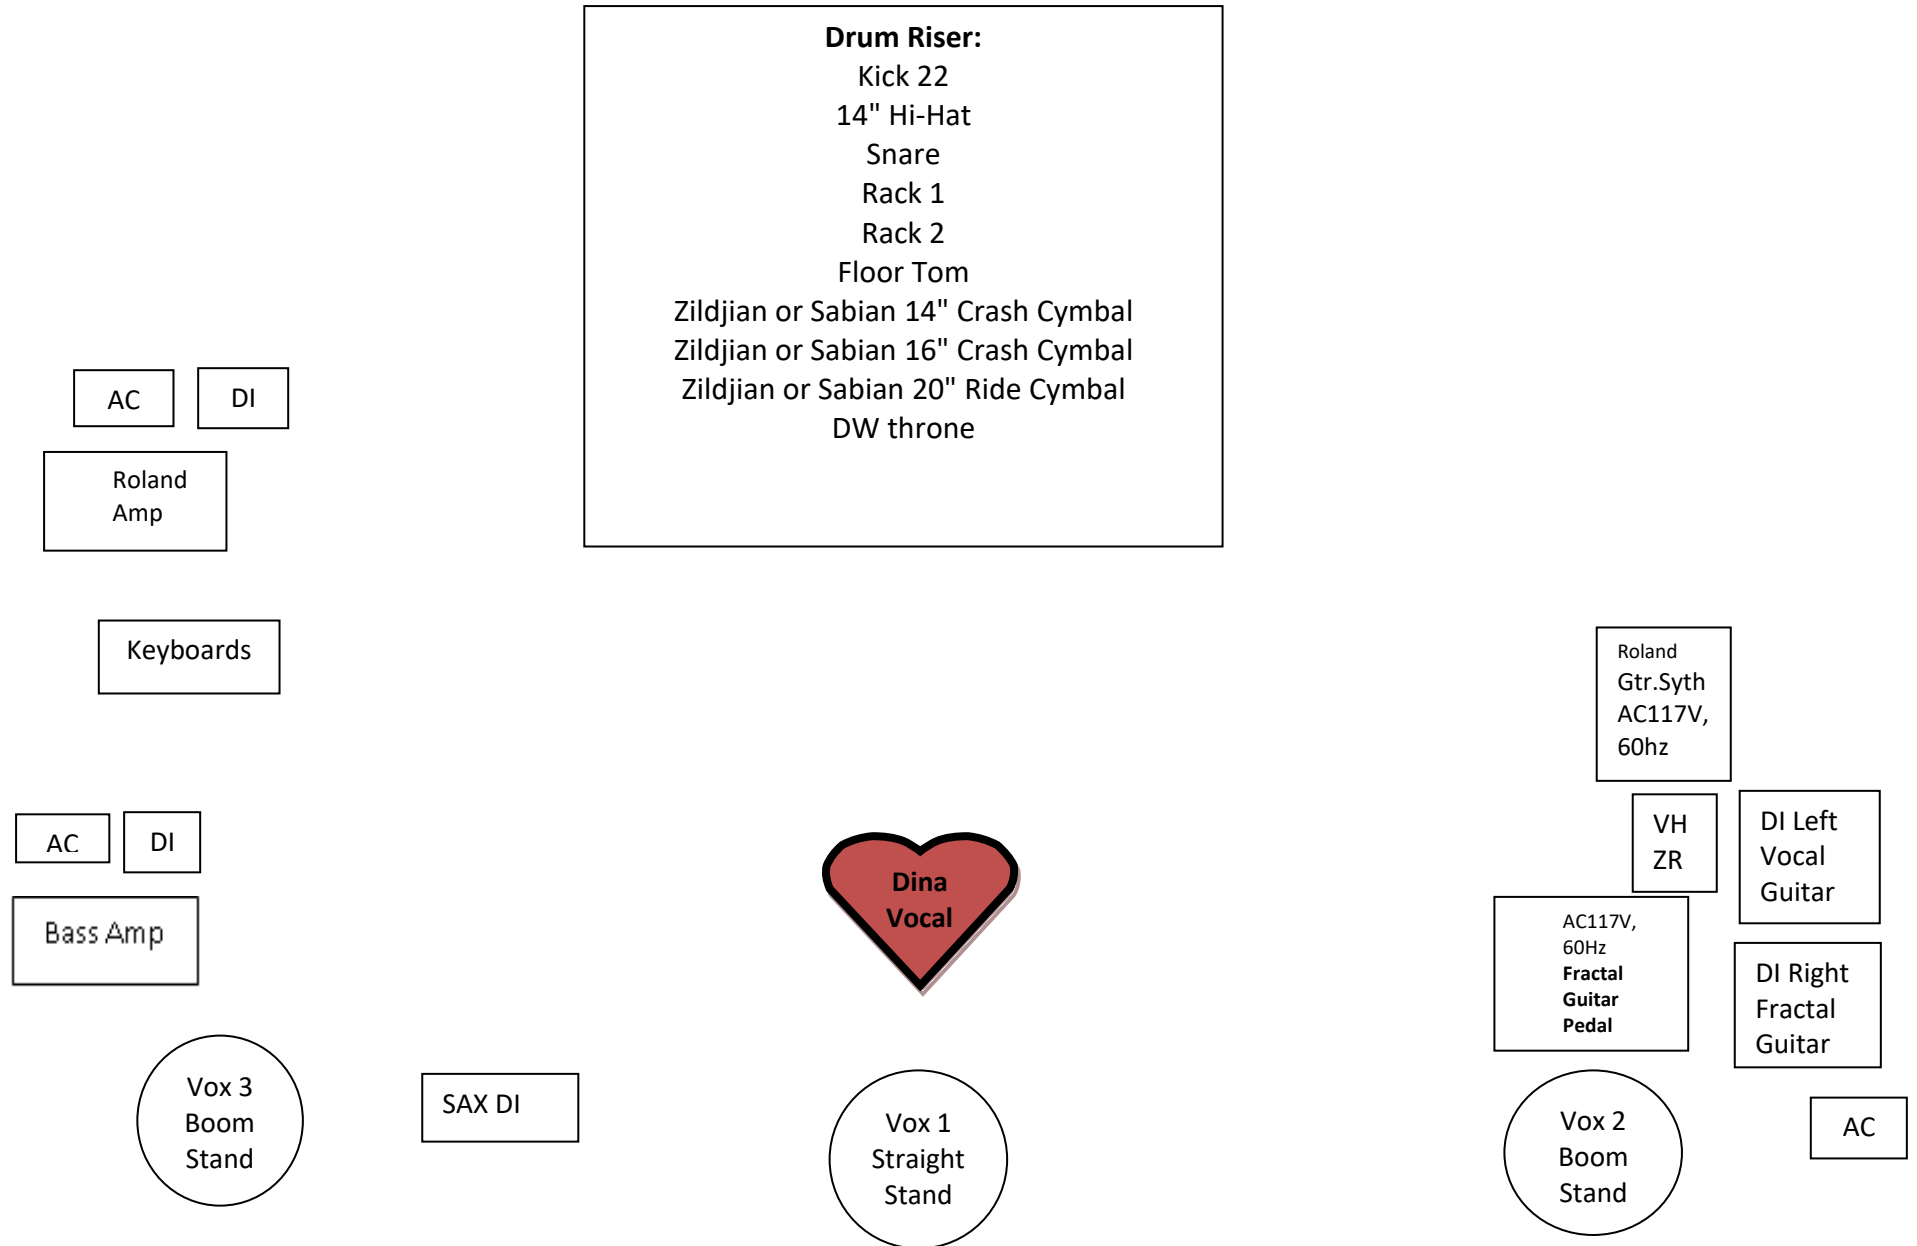 Drum Riser:
Kick 22
14" Hi-Hat
Snare
Rack 1
Rack 2
Floor Tom
Zildjian or Sabian 14" Crash Cymbal
Zildjian or Sabian 16" Crash Cymbal
Zildjian or Sabian 20" Ride Cymbal
DW throne
AC
DI
Roland
Amp
Keyboards
Roland
Gtr.Syth
AC117V,
60hz
AC
DI
Bass Amp
Dina
Vocal
VH
ZR
DI Left
Vocal
Guitar
AC117V,
60Hz
Fractal
Guitar
Pedal
DI Right
Fractal
Guitar
Vox 3
Boom
Stand
SAX DI
Vox 1
Straight
Stand
Vox 2
Boom
Stand
AC